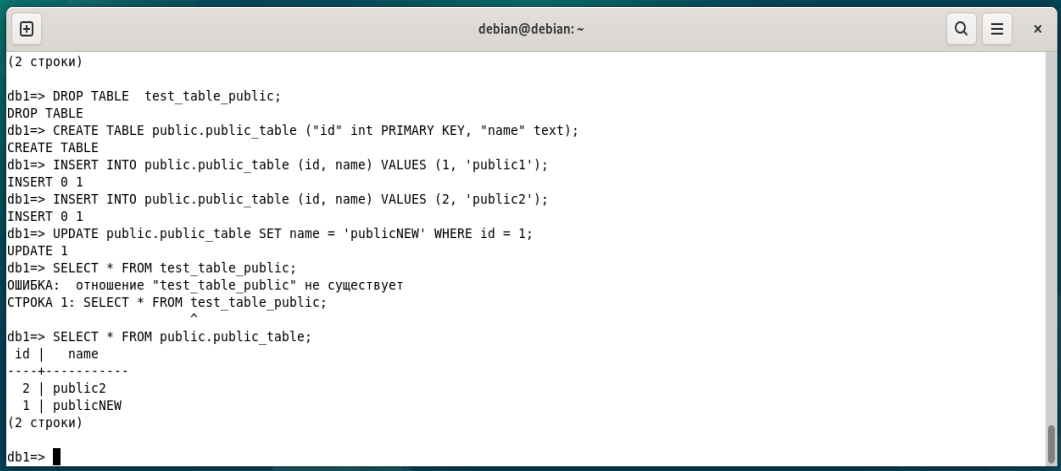 debian@debian: ~
(2 строки)
db1=> DROP TABLE  test_table_public;
DROP TABLE
db1=> CREATE TABLE public.public_table ("id" int PRIMARY KEY, "name" text);
CREATE TABLE
db1=> INSERT INTO public.public_table (id, name) VALUES (1, 'public1');
INSERT 0 1
db1=> INSERT INTO public.public_table (id, name) VALUES (2, 'public2');
INSERT 0 1
db1=> UPDATE public.public_table SET name = 'publicNEW' WHERE id = 1;
UPDATE 1
db1=> SELECT * FROM test_table_public;
ОШИБКА:  отношение "test_table_public" не существует
СТРОКА 1: SELECT * FROM test_table_public;
                        ^
db1=> SELECT * FROM public.public_table;
 id |   name
----+-----------
  2 | public2
  1 | publicNEW
(2 строки)
db1=>